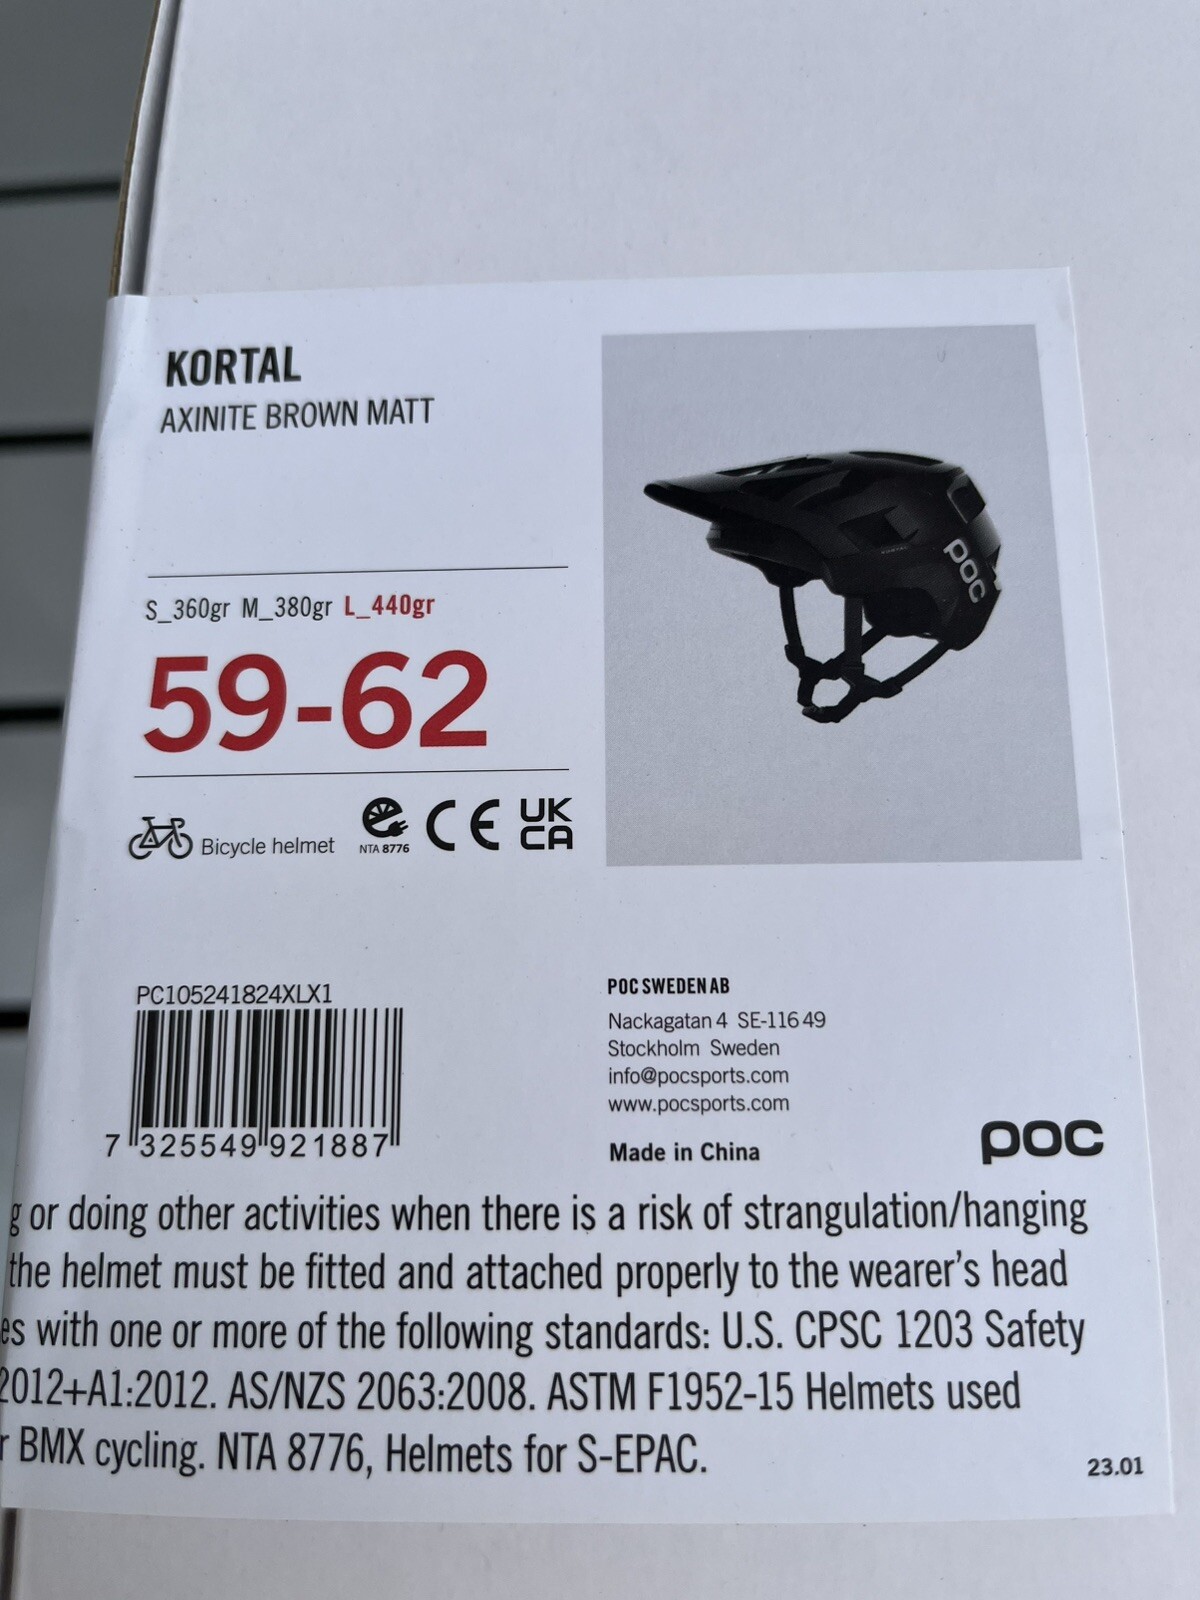 KORTAL
AXINITE BROWN MATT
S_360gr M_380gr L_440gr
59-62
Bicycle helmet
NTA 8776
CE
UK
CA
poc
PC105241824XLX1
7 325549 921887
POC SWEDEN AB
Nackagatan 4 SE-116 49
Stockholm Sweden
info@pocsports.com
www.pocsports.com
Made in China
poc
g or doing other activities when there is a risk of strangulation/hanging
the helmet must be fitted and attached properly to the wearer's head
es with one or more of the following standards: U.S. CPSC 1203 Safety
2012+A1:2012. AS/NZS 2063:2008. ASTM F1952-15 Helmets used
r BMX cycling. NTA 8776, Helmets for S-EPAC.
23.01